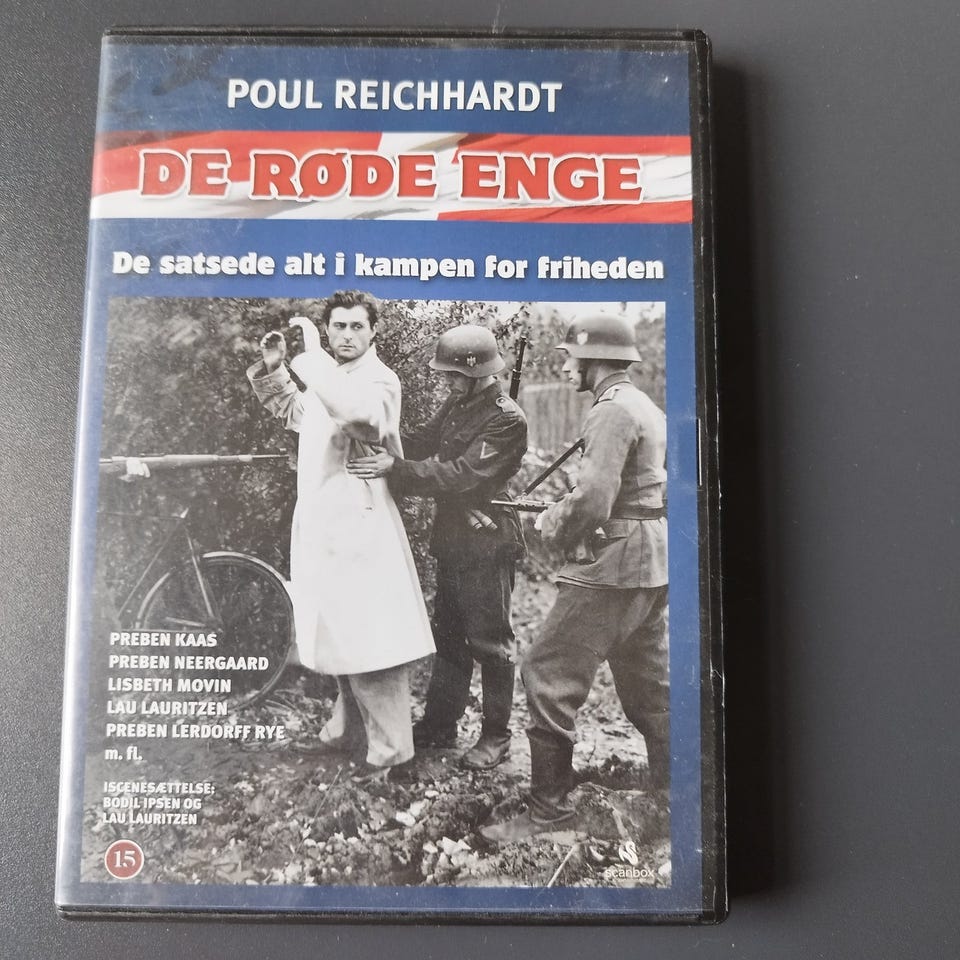 POUL REICHHARDT
DE RØDE ENGE
De satsede alt i kampen for friheden
PREBEN KAAS
PREBEN NEERGAARD
LISBETH MOVIN
LAU LAURITZEN
PREBEN LERDORFF RYE
m. fl.
ISCENESÆTTELSE:
BODIL IPSEN OG
LAU LAURITZEN
15
scanbox